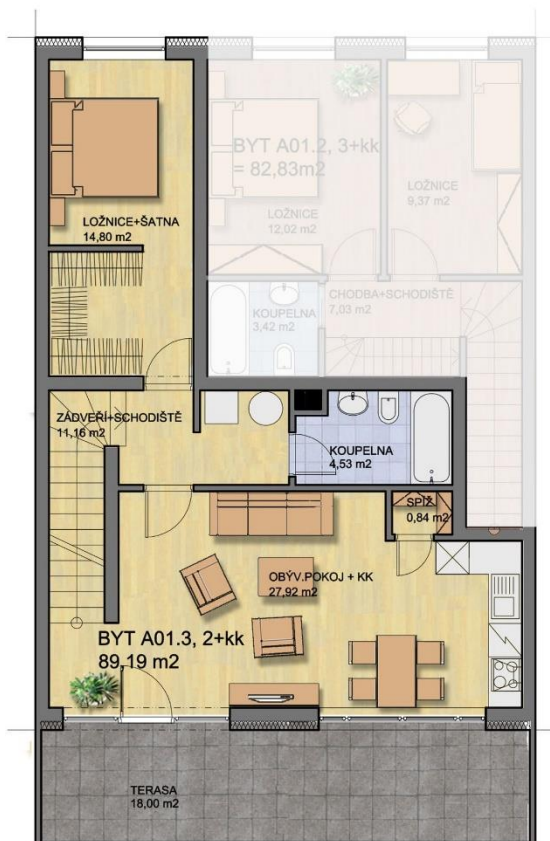 BYT A01.2, 3+kk
= 82,83m2
LOŽNICE
12,02 m2
LOŽNICE
9,37 m2
LOŽNICE+ŠATNA
14,80 m2
KOUPELNA
3,42 m2
CHODBA+SCHODIŠTĚ
7,03 m2
ZÁDVEŘÍ+SCHODIŠTĚ
11,16 m2
KOUPELNA
4,53 m2
SPÍŽ
0,84 m2
OBÝV.POKOJ + KK
27,92 m2
BYT A01.3, 2+kk
89,19 m2
TERASA
18,00 m2